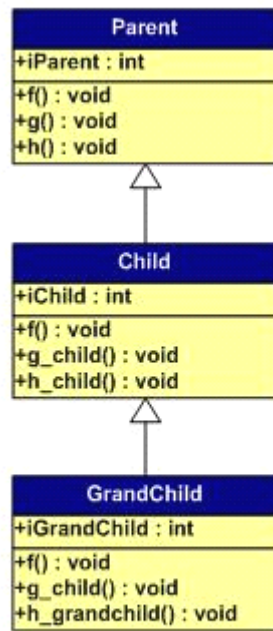 Parent
+iParent : int
+f() : void
+g() : void
+h() : void
Child
+iChild : int
+f() : void
+g_child() : void
+h_child() : void
GrandChild
+iGrandChild : int
+f() : void
+g_child() : void
+h_grandchild() : void